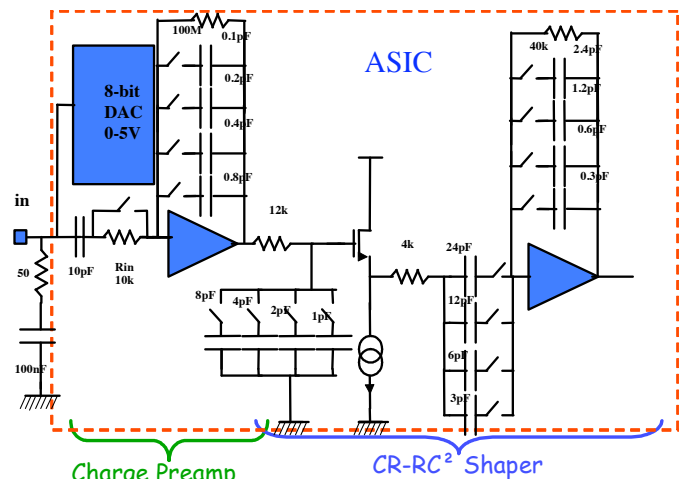 100M
0.1pF
40k
2.4pF
ASIC
0.2pF
1.2pF
8-bit
DAC
0-5V
0.4pF
0.6pF
0.8pF
0.3pF
in
12k
10pF
Rin
10k
4k
24pF
50
8pF
4pF
2pF
1pF
12pF
100nF
6pF
3pF
Charge Preamp
CR-RC² Shaper